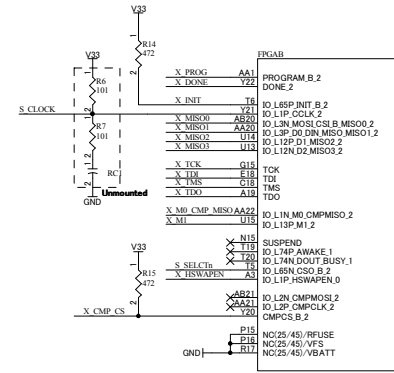 V33
R14
472
V33
R6
101
S_CLOCK
R7
101
RC1
Unmounted
GND
FPGAB
X_PROG AA1 PROGRAM_B_2
X_DONE Y22 DONE_2
X_INIT T6 IO_L65P_INIT_B_2
Y21 IO_L1P_CCLK_2
X_MISO0 AB20 IO_L3N_MOSI_CSI_B_MISO0_2
X_MISO1 AA20 IO_L3P_D0_DIN_MISO_MISO1_2
X_MISO2 U14 IO_L12P_D1_MISO2_2
X_MISO3 U13 IO_L12N_D2_MISO3_2
X_TCK G15 TCK
X_TDI E18 TDI
X_TMS C18 TMS
X_TDO A19 TDO
X_M0_CMP_MISO AA22 IO_L1N_M0_CMPMISO_2
X_M1 U15 IO_L13P_M1_2
N15 SUSPEND
T19 IO_L74P_AWAKE_1
T20 IO_L74N_DOUT_BUSY_1
S_SELCTn T5 IO_L65N_CSO_B_2
X_HSWAPEN A3 IO_L1P_HSWAPEN_0
V33
R15
472
AB21 IO_L2N_CMPMOSI_2
AA21 IO_L2P_CMPCLK_2
X_CMP_CS Y20 CMPCS_B_2
P15 NC(25/45)/RFUSE
P16 NC(25/45)/VFS
GND R17 NC(25/45)/VBATT